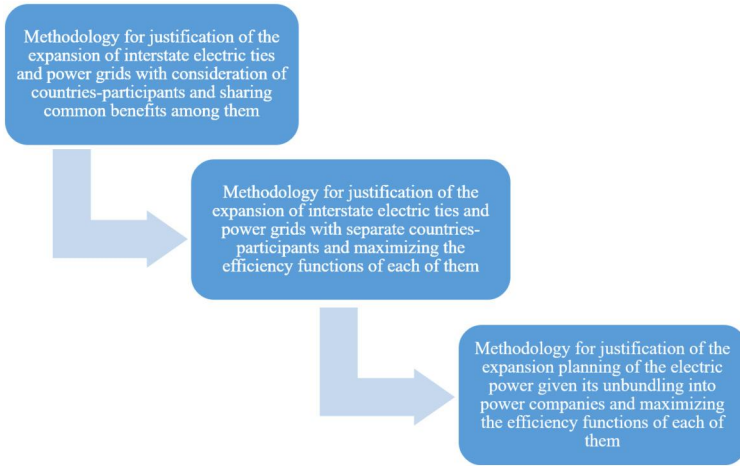 Methodology for justification of the
expansion of interstate electric ties
and power grids with consideration of
countries-participants and sharing
common benefits among them
Methodology for justification of the
expansion of interstate electric ties and
power grids with separate countries-
participants and maximizing the
efficiency functions of each of them
Methodology for justification of the
expansion planning of the electric
power given its unbundling into
power companies and maximizing
the efficiency functions of each of
them